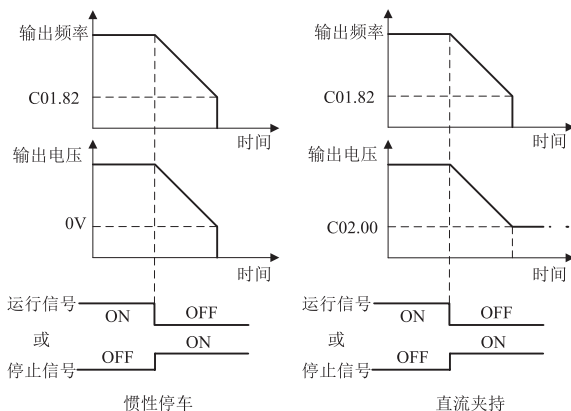 输出频率
C01.82
时间
输出电压
0V
时间
运行信号
ON
OFF
或
停止信号
OFF
ON
惯性停车
输出频率
C01.82
时间
输出电压
C02.00
时间
运行信号
ON
OFF
或
停止信号
OFF
ON
直流夹持